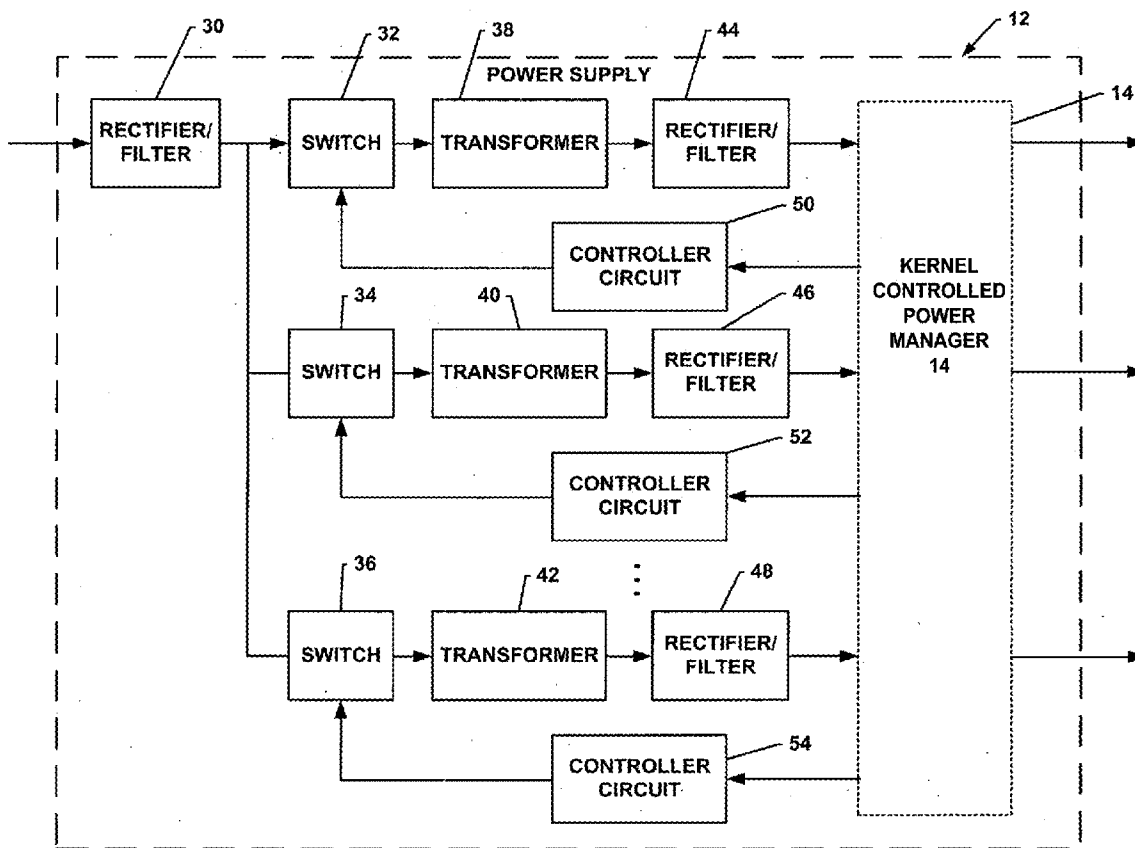 30
32
38
44
12
POWER SUPPLY
14
RECTIFIER/
FILTER
SWITCH
TRANSFORMER
RECTIFIER/
FILTER
50
CONTROLLER
CIRCUIT
KERNEL
CONTROLLED
POWER
MANAGER
14
34
40
46
SWITCH
TRANSFORMER
RECTIFIER/
FILTER
52
CONTROLLER
CIRCUIT
36
42
48
SWITCH
TRANSFORMER
RECTIFIER/
FILTER
54
CONTROLLER
CIRCUIT